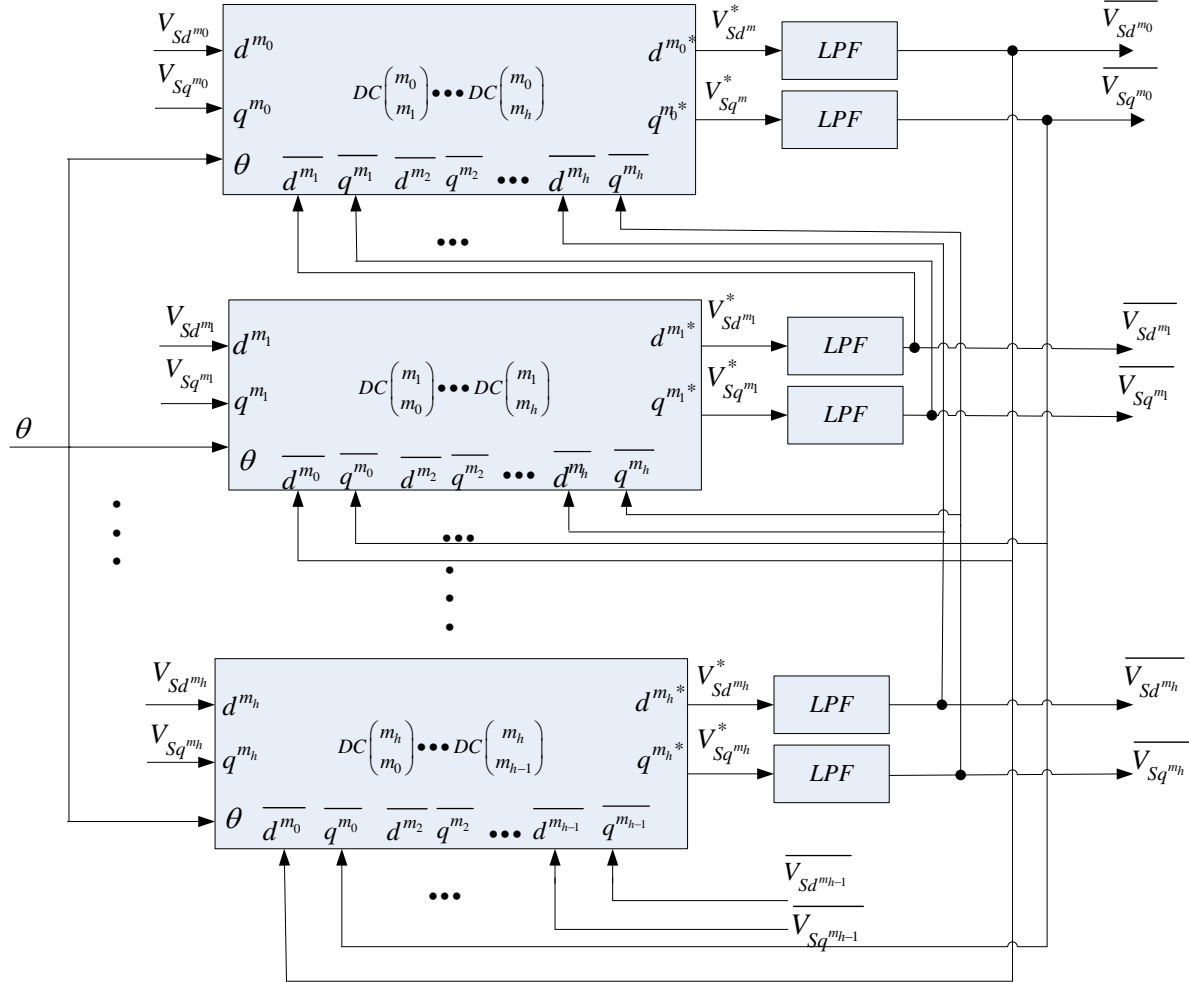 V_{Sd^{m_0}}
d^{m_0}
d^{m_0*}
V^*_{Sd^m}
LPF
\overline{V_{Sd^{m_0}}}
V_{Sq^{m_0}}
q^{m_0}
DC\binom{m_0}{m_1} ••• DC\binom{m_0}{m_h}
q^{m_0*}
V^*_{Sq^m}
LPF
\overline{V_{Sq^{m_0}}}
θ
\overline{d^{m_1}} \overline{q^{m_1}} \overline{d^{m_2}} \overline{q^{m_2}} ••• \overline{d^{m_h}} \overline{q^{m_h}}
•••
V_{Sd^{m_1}}
d^{m_1}
d^{m_1*}
V^*_{Sd^{m_1}}
LPF
\overline{V_{Sd^{m_1}}}
V_{Sq^{m_1}}
q^{m_1}
DC\binom{m_1}{m_0} ••• DC\binom{m_1}{m_h}
q^{m_1*}
V^*_{Sq^{m_1}}
LPF
\overline{V_{Sq^{m_1}}}
θ
θ
\overline{d^{m_0}} \overline{q^{m_0}} \overline{d^{m_2}} \overline{q^{m_2}} ••• \overline{d^{m_h}} \overline{q^{m_h}}
•••
V_{Sd^{m_h}}
d^{m_h}
d^{m_h*}
V^*_{Sd^{m_h}}
LPF
\overline{V_{Sd^{m_h}}}
V_{Sq^{m_h}}
q^{m_h}
DC\binom{m_h}{m_0} ••• DC\binom{m_h}{m_{h-1}}
q^{m_h*}
V^*_{Sq^{m_h}}
LPF
\overline{V_{Sq^{m_h}}}
θ
\overline{d^{m_0}} \overline{q^{m_0}} \overline{d^{m_2}} \overline{q^{m_2}} ••• \overline{d^{m_{h-1}}} \overline{q^{m_{h-1}}}
•••
\overline{V_{Sd^{m_{h-1}}}}
\overline{V_{Sq^{m_{h-1}}}}